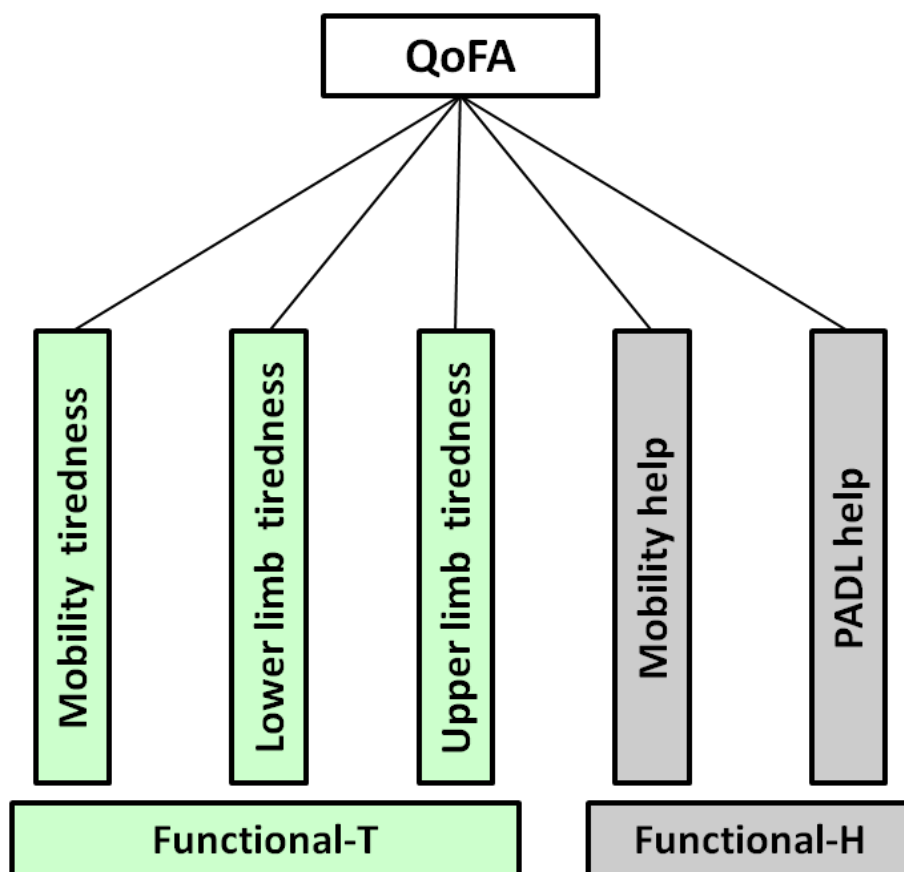 QoFA
Mobility tiredness
Lower limb tiredness
Upper limb tiredness
Mobility help
PADL help
Functional-T
Functional-H